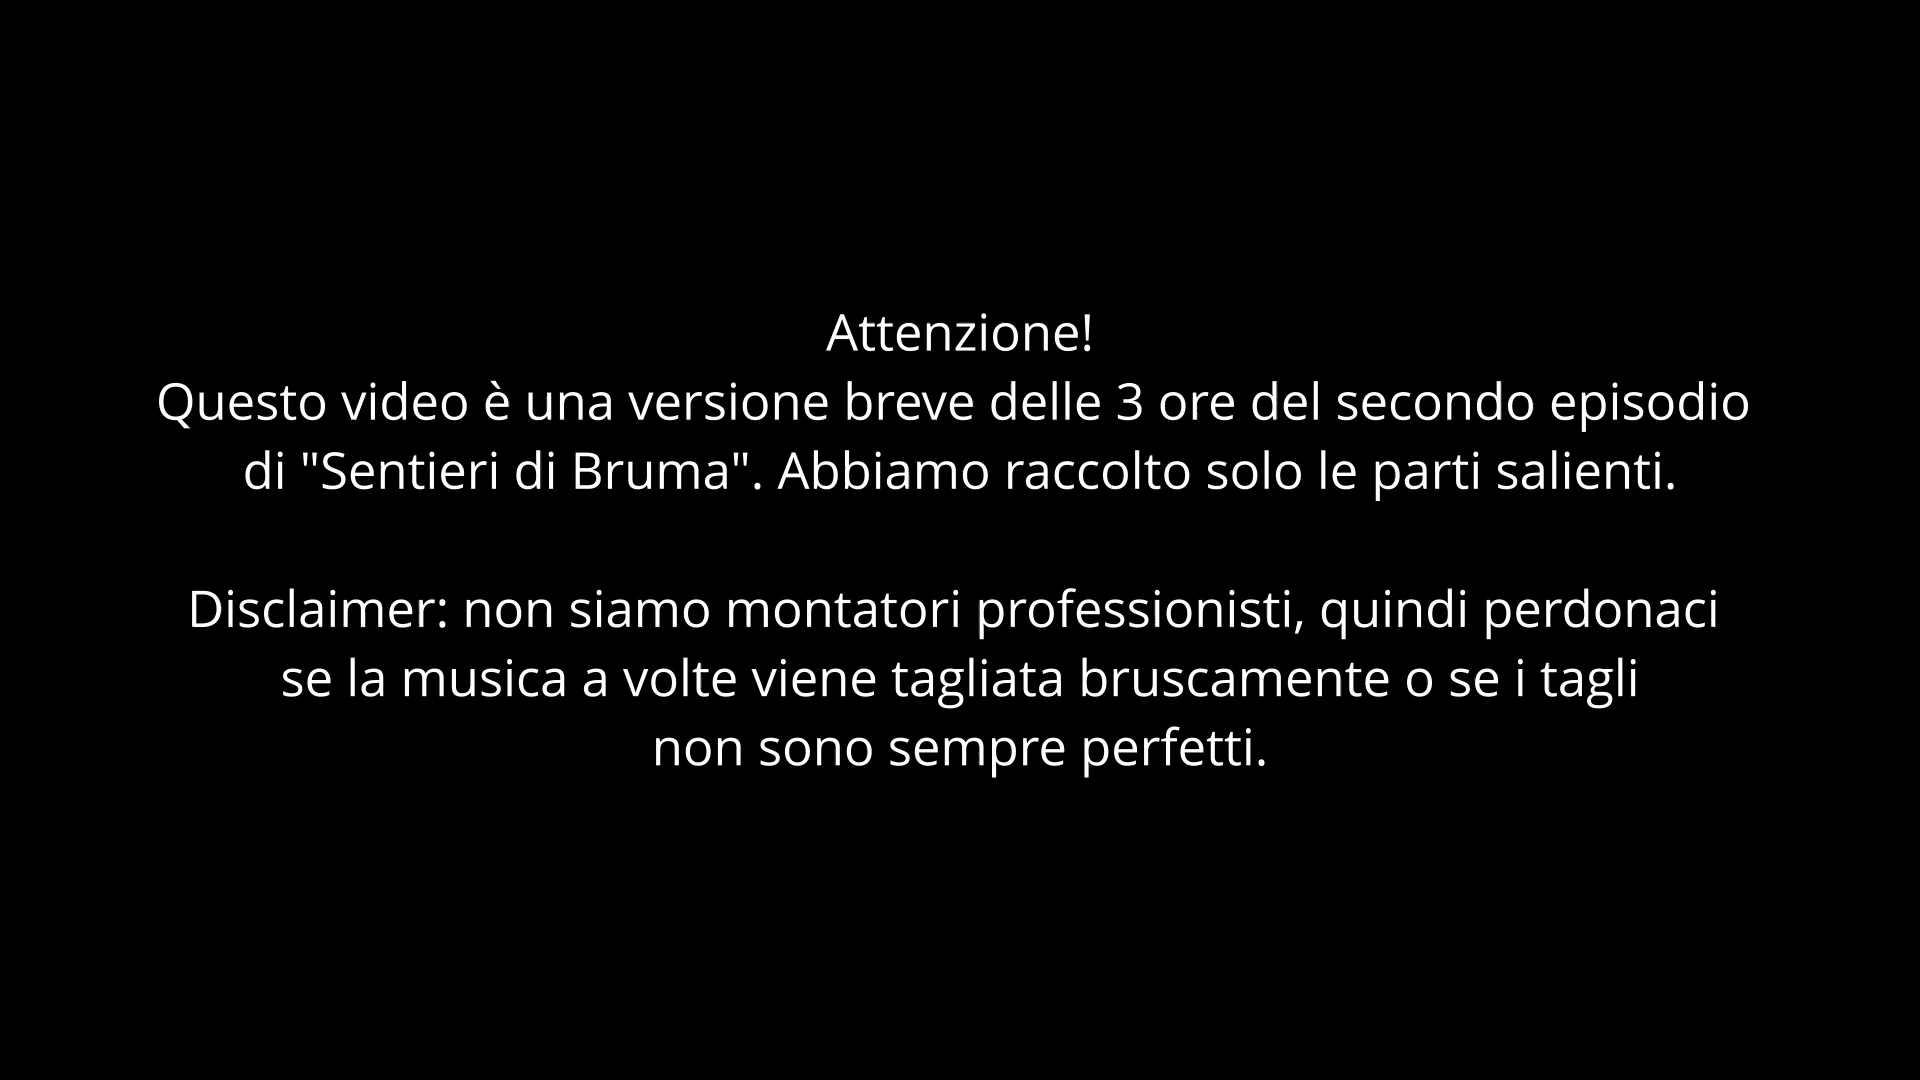 Attenzione!
Questo video è una versione breve delle 3 ore del secondo episodio
di "Sentieri di Bruma". Abbiamo raccolto solo le parti salienti.
Disclaimer: non siamo montatori professionisti, quindi perdonaci
se la musica a volte viene tagliata bruscamente o se i tagli
non sono sempre perfetti.